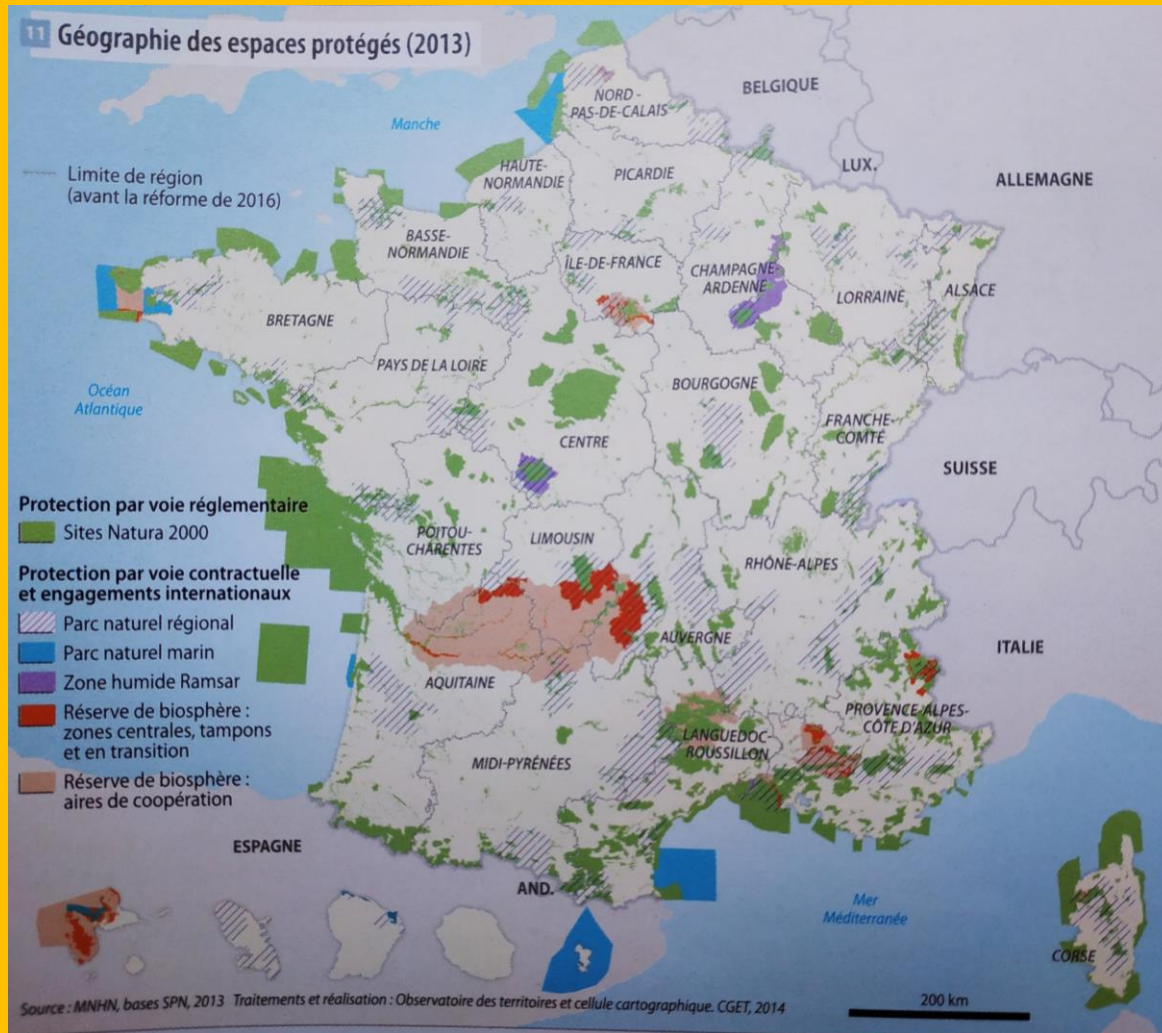 11 Géographie des espaces protégés (2013)
BELGIQUE
NORD -
PAS-DE-CALAIS
Manche
LUX.
ALLEMAGNE
Limite de région
(avant la réforme de 2016)
HAUTE-
NORMANDIE
PICARDIE
BASSE-
NORMANDIE
ÎLE-DE-FRANCE
CHAMPAGNE-
ARDENNE
LORRAINE
ALSACE
BRETAGNE
PAYS DE LA LOIRE
Océan
Atlantique
BOURGOGNE
FRANCHE-
COMTÉ
CENTRE
SUISSE
Protection par voie réglementaire
Sites Natura 2000
POITOU-
CHARENTES
LIMOUSIN
RHÔNE-ALPES
Protection par voie contractuelle
et engagements internationaux
Parc naturel régional
Parc naturel marin
Zone humide Ramsar
Réserve de biosphère :
zones centrales, tampons
et en transition
Réserve de biosphère :
aires de coopération
AUVERGNE
ITALIE
AQUITAINE
PROVENCE-ALPES-
CÔTE D'AZUR
LANGUEDOC-
ROUSSILLON
MIDI-PYRÉNÉES
ESPAGNE
AND.
Mer
Méditerranée
CORSE
Source : MNHN, bases SPN, 2013 Traitements et réalisation : Observatoire des territoires et cellule cartographique. CGET, 2014
200 km